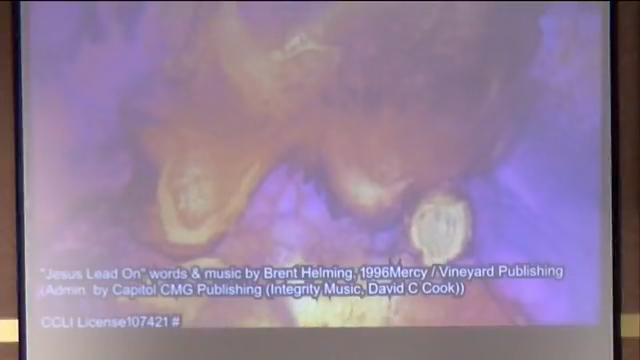 "Jesus Lead On" words & music by Brent Helming, 1996Mercy / Vineyard Publishing
(Admin. by Capitol CMG Publishing (Integrity Music, David C Cook))
CCLI License107421 #